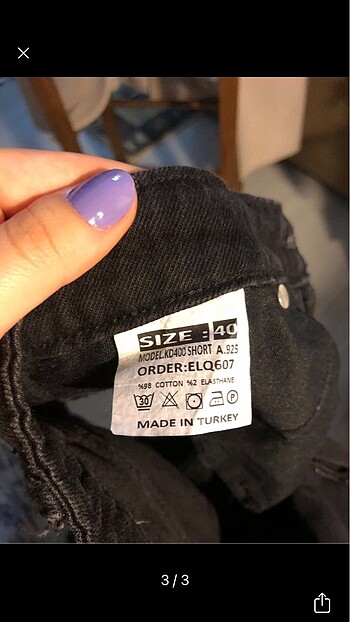 SIZE : 40
MODEL.KD400 SHORT A.925
ORDER:ELQ607
%98 COTTON %2 ELASTHANE
30 P
MADE IN TURKEY
3/3